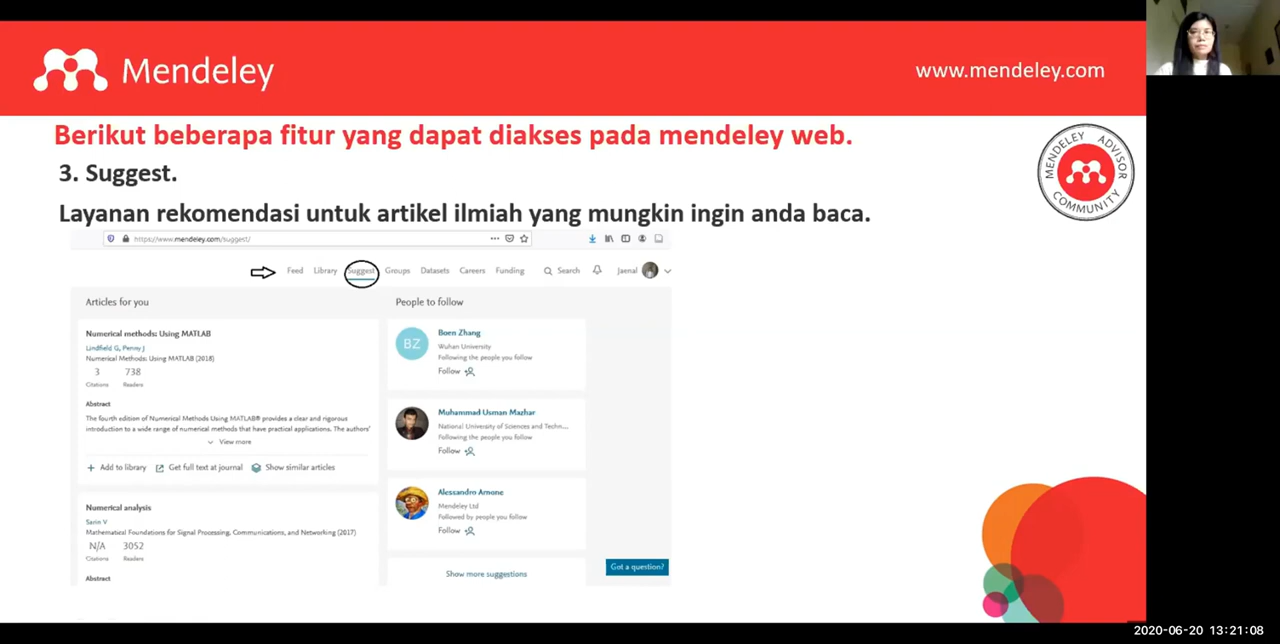 Mendeley
www.mendeley.com
Berikut beberapa fitur yang dapat diakses pada mendeley web.
3. Suggest.
Layanan rekomendasi untuk artikel ilmiah yang mungkin ingin anda baca.
MENDELEY ADVISOR COMMUNITY
https://www.mendeley.com/suggest/
Feed Library Suggest Groups Datasets Careers Funding Search Jaenal
Articles for you
Numerical methods: Using MATLAB
Lindfield G, Penny J
Numerical Methods: Using MATLAB (2018)
3 738
Citations Readers
Abstract
The fourth edition of Numerical Methods Using MATLAB® provides a clear and rigorous
introduction to a wide range of numerical methods that have practical applications. The authors'
View more
Add to library Get full text at journal Show similar articles
Numerical analysis
Sarin V
Mathematical Foundations for Signal Processing, Communications, and Networking (2017)
N/A 3052
Citations Readers
Abstract
People to follow
BZ
Boen Zhang
Wuhan University
Following the people you follow
Follow
Muhammad Usman Mazhar
National University of Sciences and Techn...
Following the people you follow
Follow
Alessandro Arnone
Mendeley Ltd
Followed by people you follow
Follow
Show more suggestions
Got a question?
2020-06-20 13:21:08